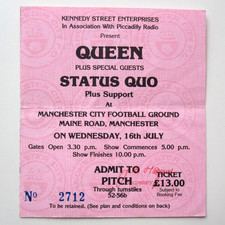 KENNEDY STREET ENTERPRISES
In Association With Piccadilly Radio
Present
QUEEN
PLUS SPECIAL GUESTS
STATUS QUO
Plus Support
At
MANCHESTER CITY FOOTBALL GROUND
MAINE ROAD, MANCHESTER
ON WEDNESDAY, 16th JULY
Gates Open 3.30 p.m. Show Commences 5.00 p.m.
Show Finishes 10.00 p.m.
ADMIT TO
PITCH
Through turnstiles
52-56b
TICKET
£13.00
Subject to
Booking Fee
No 2712
To be retained. (See plan and conditions on back)